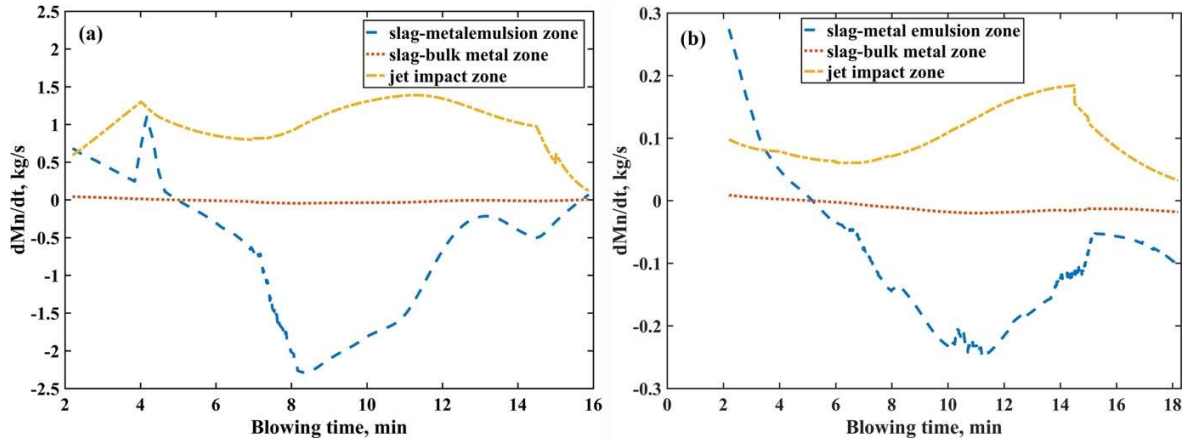 (a)
slag-metalemulsion zone
slag-bulk metal zone
jet impact zone
dMn/dt, kg/s
2.5
2
1.5
1
0.5
0
-0.5
-1
-1.5
-2
-2.5
2 4 6 8 10 12 14 16
Blowing time, min
(b)
slag-metal emulsion zone
slag-bulk metal zone
jet impact zone
dMn/dt, kg/s
0.3
0.2
0.1
0
-0.1
-0.2
-0.3
0 2 4 6 8 10 12 14 16 18
Blowing time, min